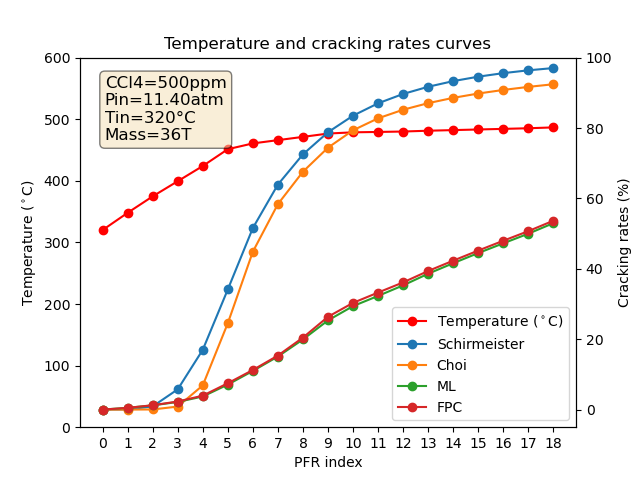 Temperature and cracking rates curves
CCl4=500ppm
Pin=11.40atm
Tin=320°C
Mass=36T
Temperature (°C)
600
500
400
300
200
100
0
100
80
60
40
20
0
Cracking rates (%)
Temperature (°C)
Schirmeister
Choi
ML
FPC
0 1 2 3 4 5 6 7 8 9 10 11 12 13 14 15 16 17 18
PFR index